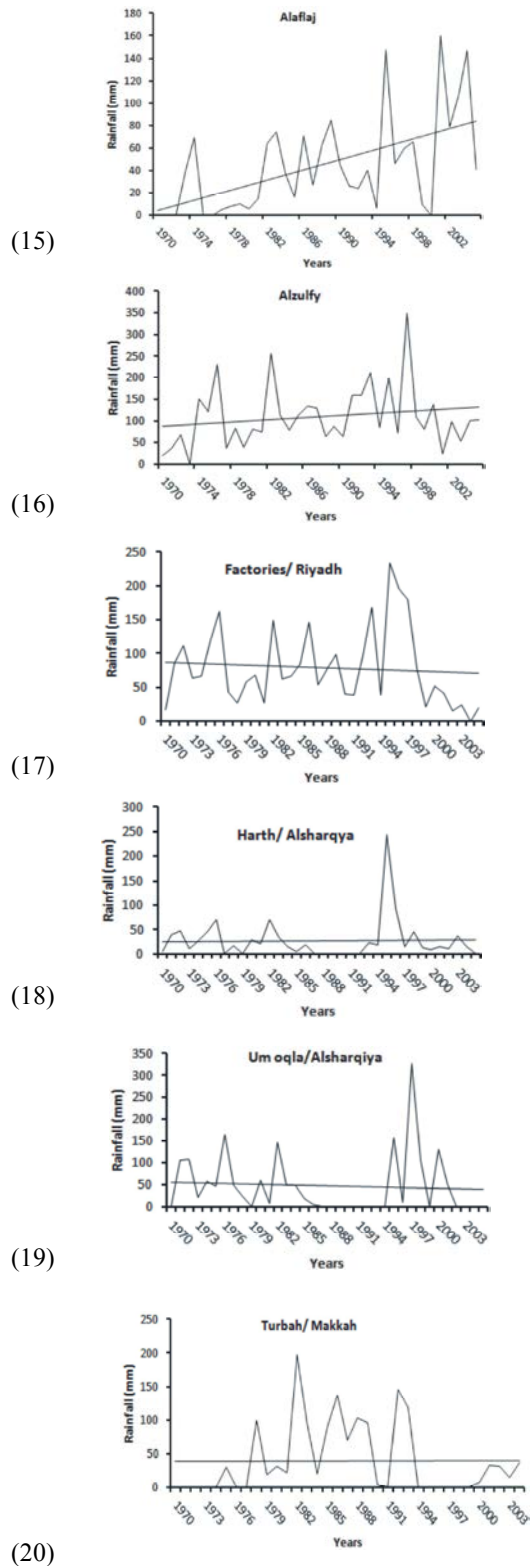 Alaflaj
Rainfall (mm)
180
160
140
120
100
80
60
40
20
0
1970 1974 1978 1982 1986 1990 1994 1998 2002
Years
(15)
Alzulfy
Rainfall (mm)
400
350
300
250
200
150
100
50
0
1970 1974 1978 1982 1986 1990 1994 1998 2002
Years
(16)
Factories/ Riyadh
Rainfall (mm)
250
200
150
100
50
0
1970 1973 1976 1979 1982 1985 1988 1991 1994 1997 2000 2003
Years
(17)
Harth/ Alsharqya
Rainfall (mm)
300
250
200
150
100
50
0
1970 1973 1976 1979 1982 1985 1988 1991 1994 1997 2000 2003
Years
(18)
Um oqla/Alsharqiya
Rainfall (mm)
350
300
250
200
150
100
50
0
1970 1973 1976 1979 1982 1985 1988 1991 1994 1997 2000 2003
Years
(19)
Turbah/ Makkah
Rainfall (mm)
250
200
150
100
50
0
1970 1973 1976 1979 1982 1985 1988 1991 1994 1997 2000 2003
Years
(20)